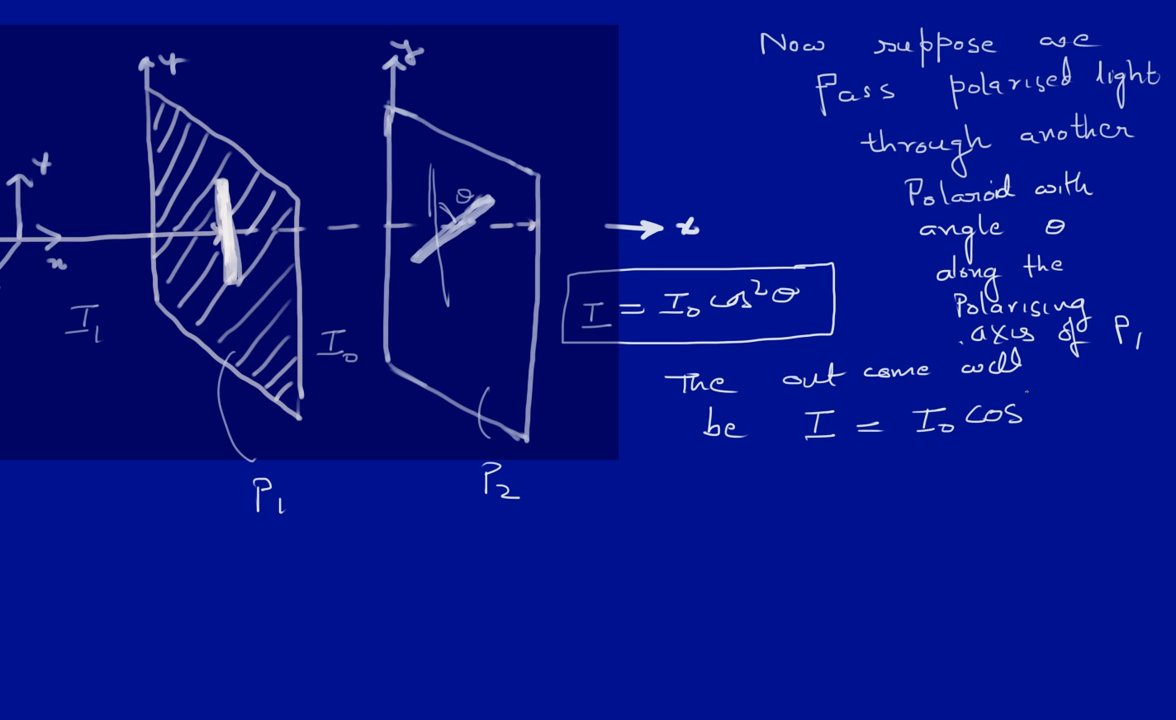 Now suppose we
Pass polarised light
through another
Polaroid with
angle θ
along the
Polarising
axis of P₁
I = I₀ cos²θ
The out come will
be I = I₀ cos
Y
x
I₁
Y
I₀
P₁
y
θ
x
P₂